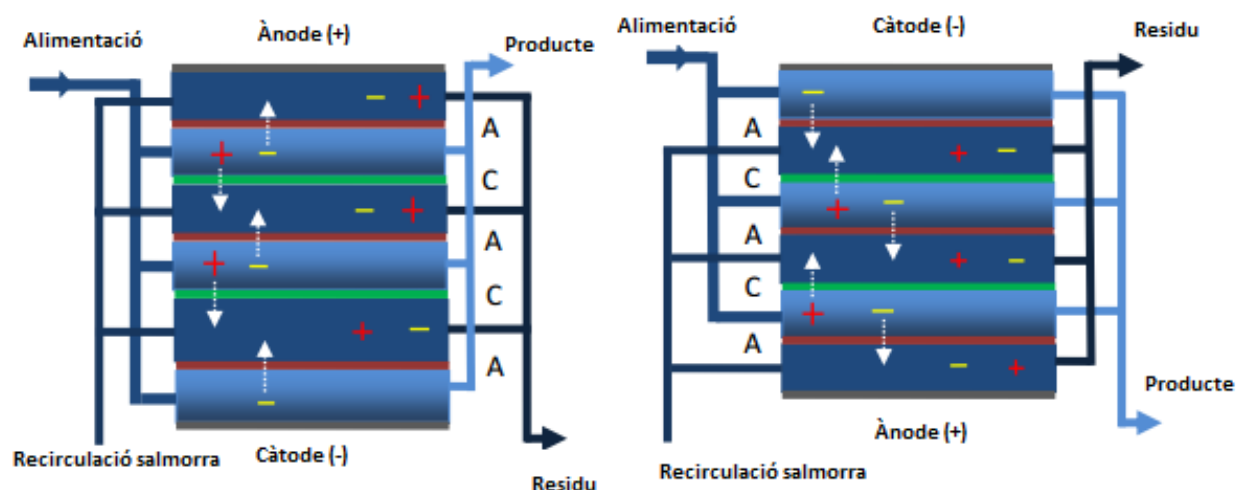 Alimentació
Ànode (+)
Producte
A
C
A
C
A
Recirculació salmorra
Càtode (-)
Residu
Alimentació
Càtode (-)
Residu
A
C
A
C
A
Producte
Ànode (+)
Recirculació salmorra